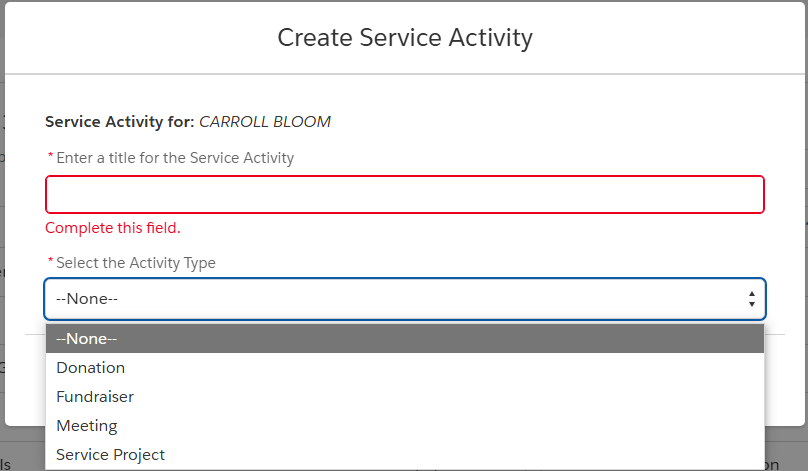 Create Service Activity
Service Activity for: CARROLL BLOOM
* Enter a title for the Service Activity
Complete this field.
* Select the Activity Type
--None--
--None--
Donation
Fundraiser
Meeting
Service Project